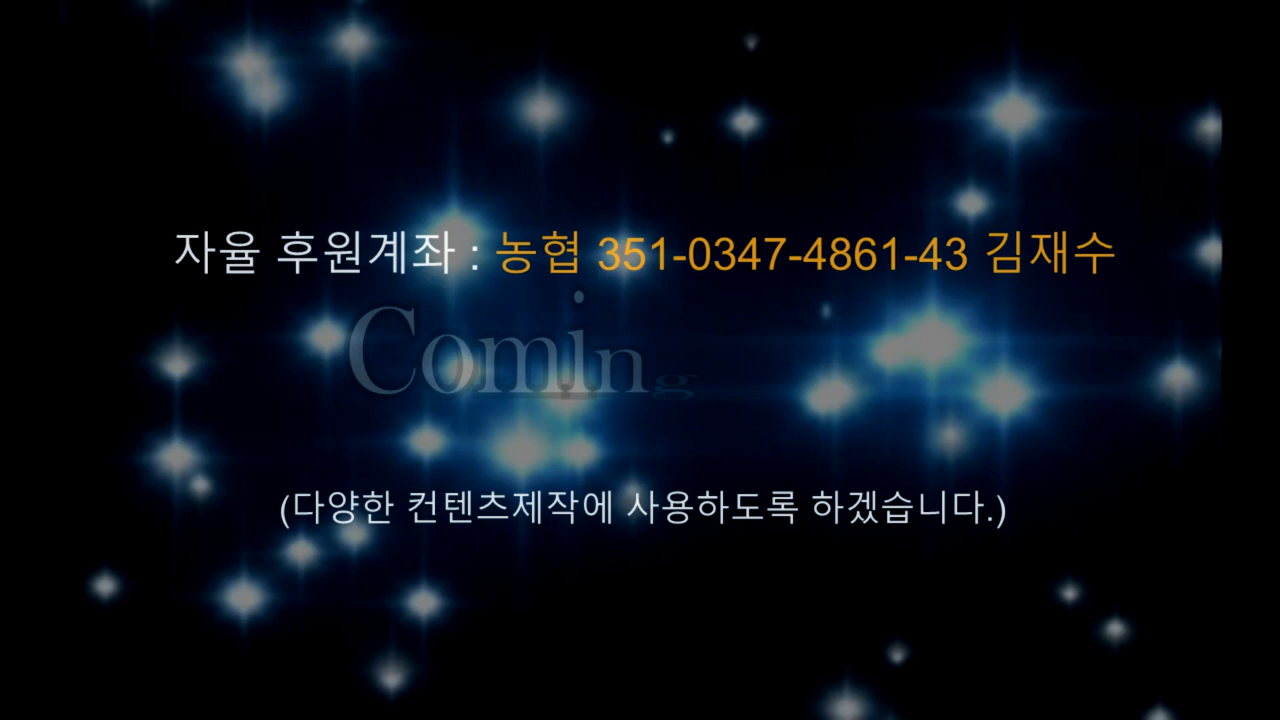 자율 후원계좌 : 농협 351-0347-4861-43 김재수
Coming
(다양한 컨텐츠제작에 사용하도록 하겠습니다.)